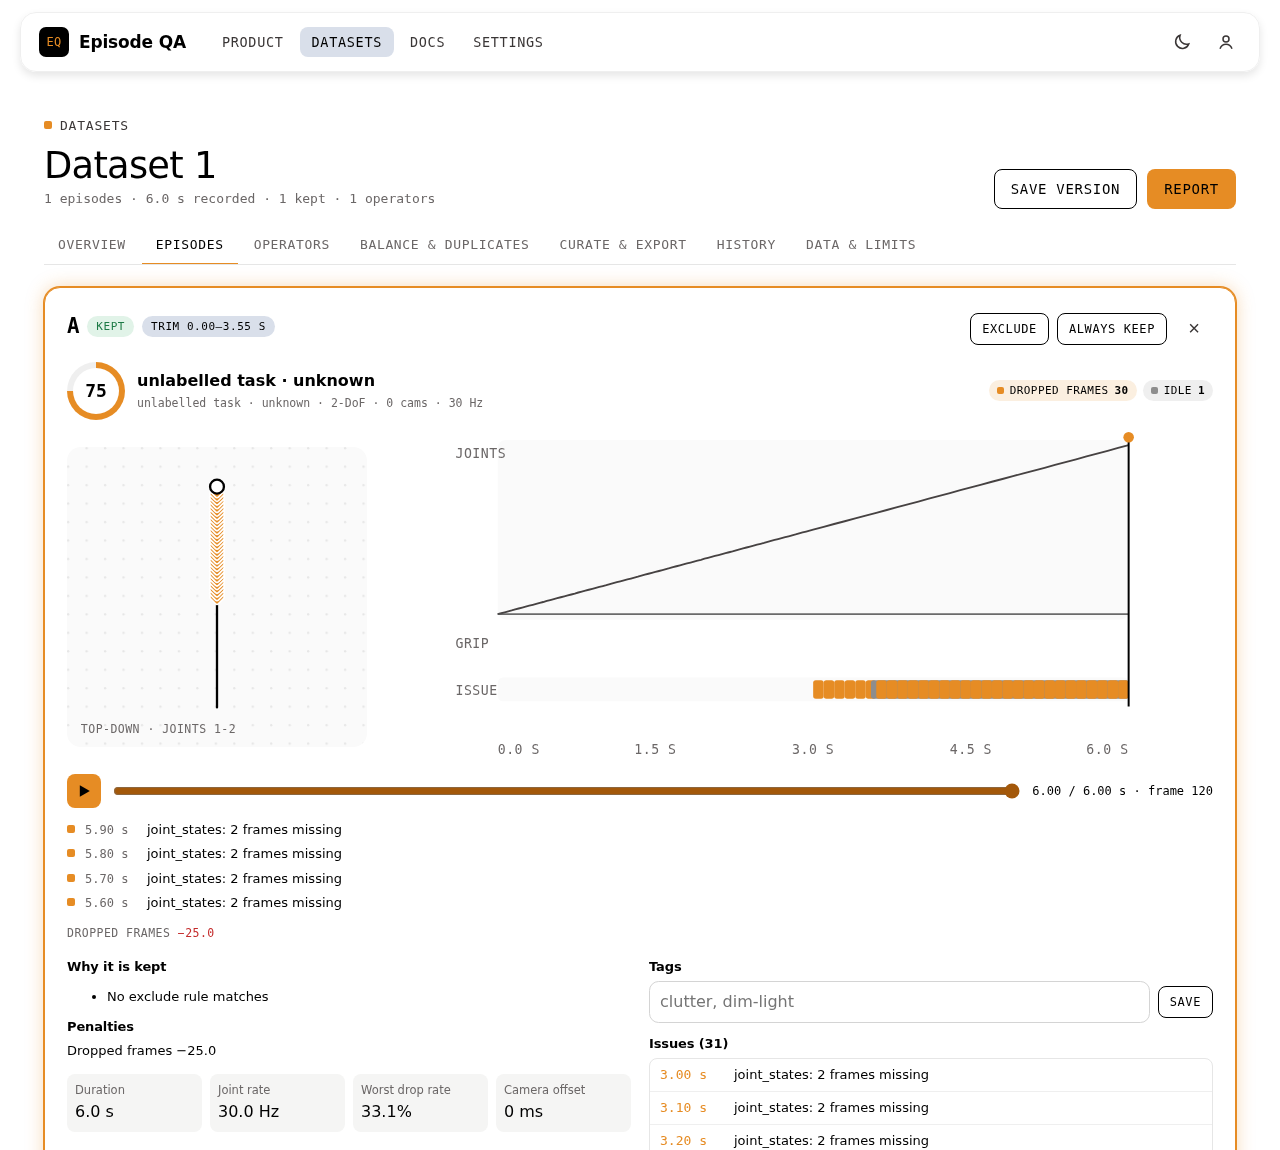 EQ Episode QA PRODUCT DATASETS DOCS SETTINGS
DATASETS
Dataset 1
1 episodes · 6.0 s recorded · 1 kept · 1 operators
SAVE VERSION REPORT
OVERVIEW EPISODES OPERATORS BALANCE & DUPLICATES CURATE & EXPORT HISTORY DATA & LIMITS
A KEPT TRIM 0.00–3.55 S EXCLUDE ALWAYS KEEP ×
75 unlabelled task · unknown
unlabelled task · unknown · 2-DoF · 0 cams · 30 Hz
DROPPED FRAMES 30 IDLE 1
JOINTS
GRIP
ISSUE
TOP-DOWN · JOINTS 1-2
0.0 S 1.5 S 3.0 S 4.5 S 6.0 S
6.00 / 6.00 s · frame 120
5.90 s joint_states: 2 frames missing
5.80 s joint_states: 2 frames missing
5.70 s joint_states: 2 frames missing
5.60 s joint_states: 2 frames missing
DROPPED FRAMES −25.0
Why it is kept
No exclude rule matches
Penalties
Dropped frames −25.0
Duration
6.0 s
Joint rate
30.0 Hz
Worst drop rate
33.1%
Camera offset
0 ms
Tags
clutter, dim-light SAVE
Issues (31)
3.00 s joint_states: 2 frames missing
3.10 s joint_states: 2 frames missing
3.20 s joint_states: 2 frames missing